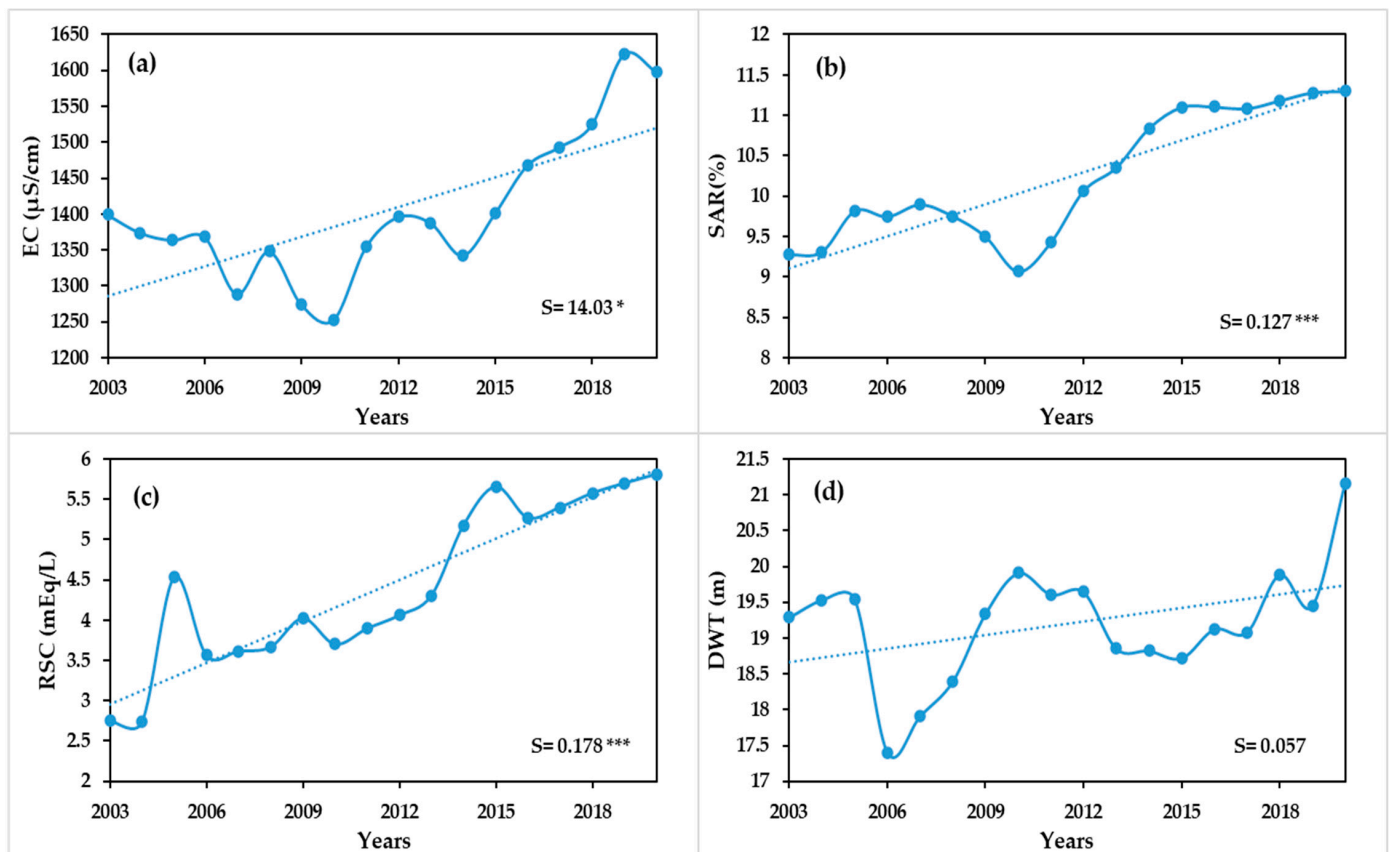 (a)
EC (µS/cm)
1650
1600
1550
1500
1450
1400
1350
1300
1250
1200
S= 14.03 *
2003 2006 2009 2012 2015 2018
Years
(b)
SAR(%)
12
11.5
11
10.5
10
9.5
9
8.5
8
S= 0.127 ***
2003 2006 2009 2012 2015 2018
Years
(c)
RSC (mEq/L)
6
5.5
5
4.5
4
3.5
3
2.5
2
S= 0.178 ***
2003 2006 2009 2012 2015 2018
Years
(d)
DWT (m)
21.5
21
20.5
20
19.5
19
18.5
18
17.5
17
S= 0.057
2003 2006 2009 2012 2015 2018
Years